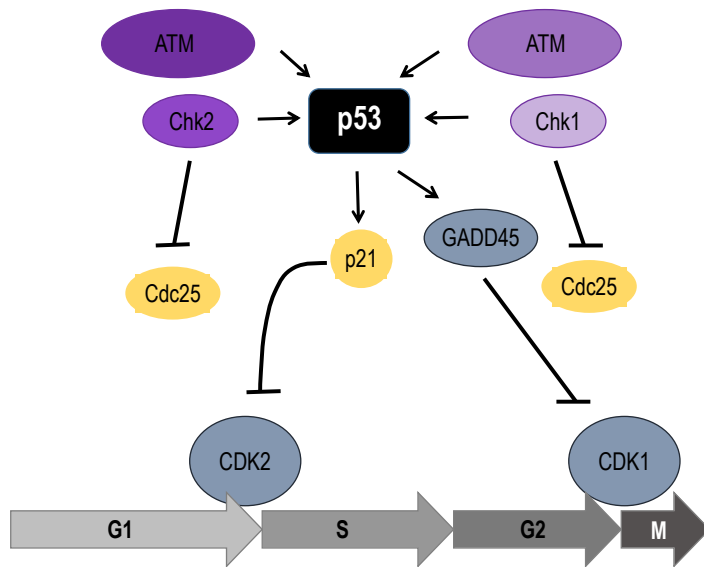 ATM
ATM
Chk2
p53
Chk1
p21
GADD45
Cdc25
Cdc25
CDK2
CDK1
G1
S
G2
M